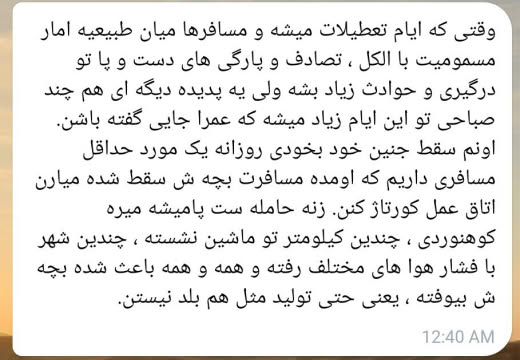 وقتی که ایام تعطیلات میشه و مسافرها میان طبیعیه امار
مسمومیت با الکل ، تصادف و پارگی های دست و پا تو
درگیری و حوادث زیاد بشه ولی یه پدیده دیگه ای هم چند
صباحی تو این ایام زیاد میشه که عمرا جایی گفته باشن.
اونم سقط جنین خود بخودی روزانه یک مورد حداقل
مسافری داریم که اومده مسافرت بچه ش سقط شده میارن
اتاق عمل کورتاژ کنن. زنه حامله ست پامیشه میره
کوهنوردی ، چندین کیلومتر تو ماشین نشسته ، چندین شهر
با فشار هوا های مختلف رفته و همه و همه باعث شده بچه
ش بیوفته ، یعنی حتی تولید مثل هم بلد نیستن.
12:40 AM